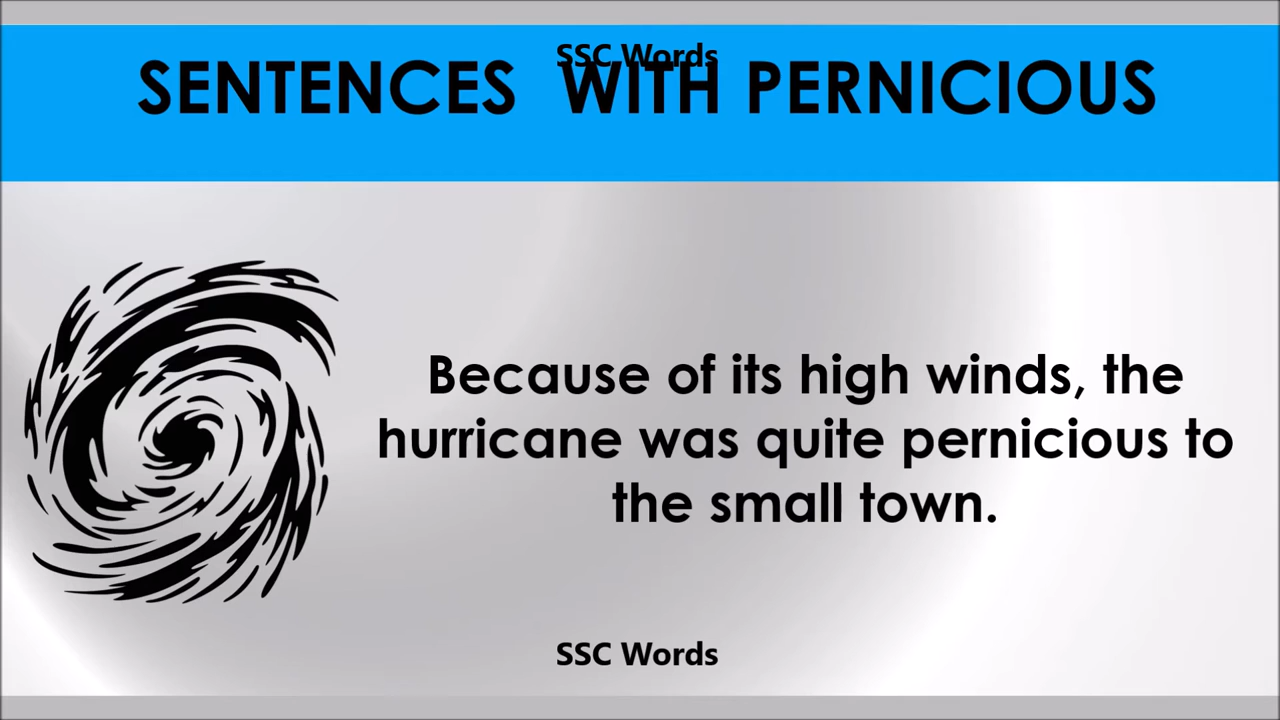 SSC Words
SENTENCES WITH PERNICIOUS
Because of its high winds, the
hurricane was quite pernicious to
the small town.
SSC Words